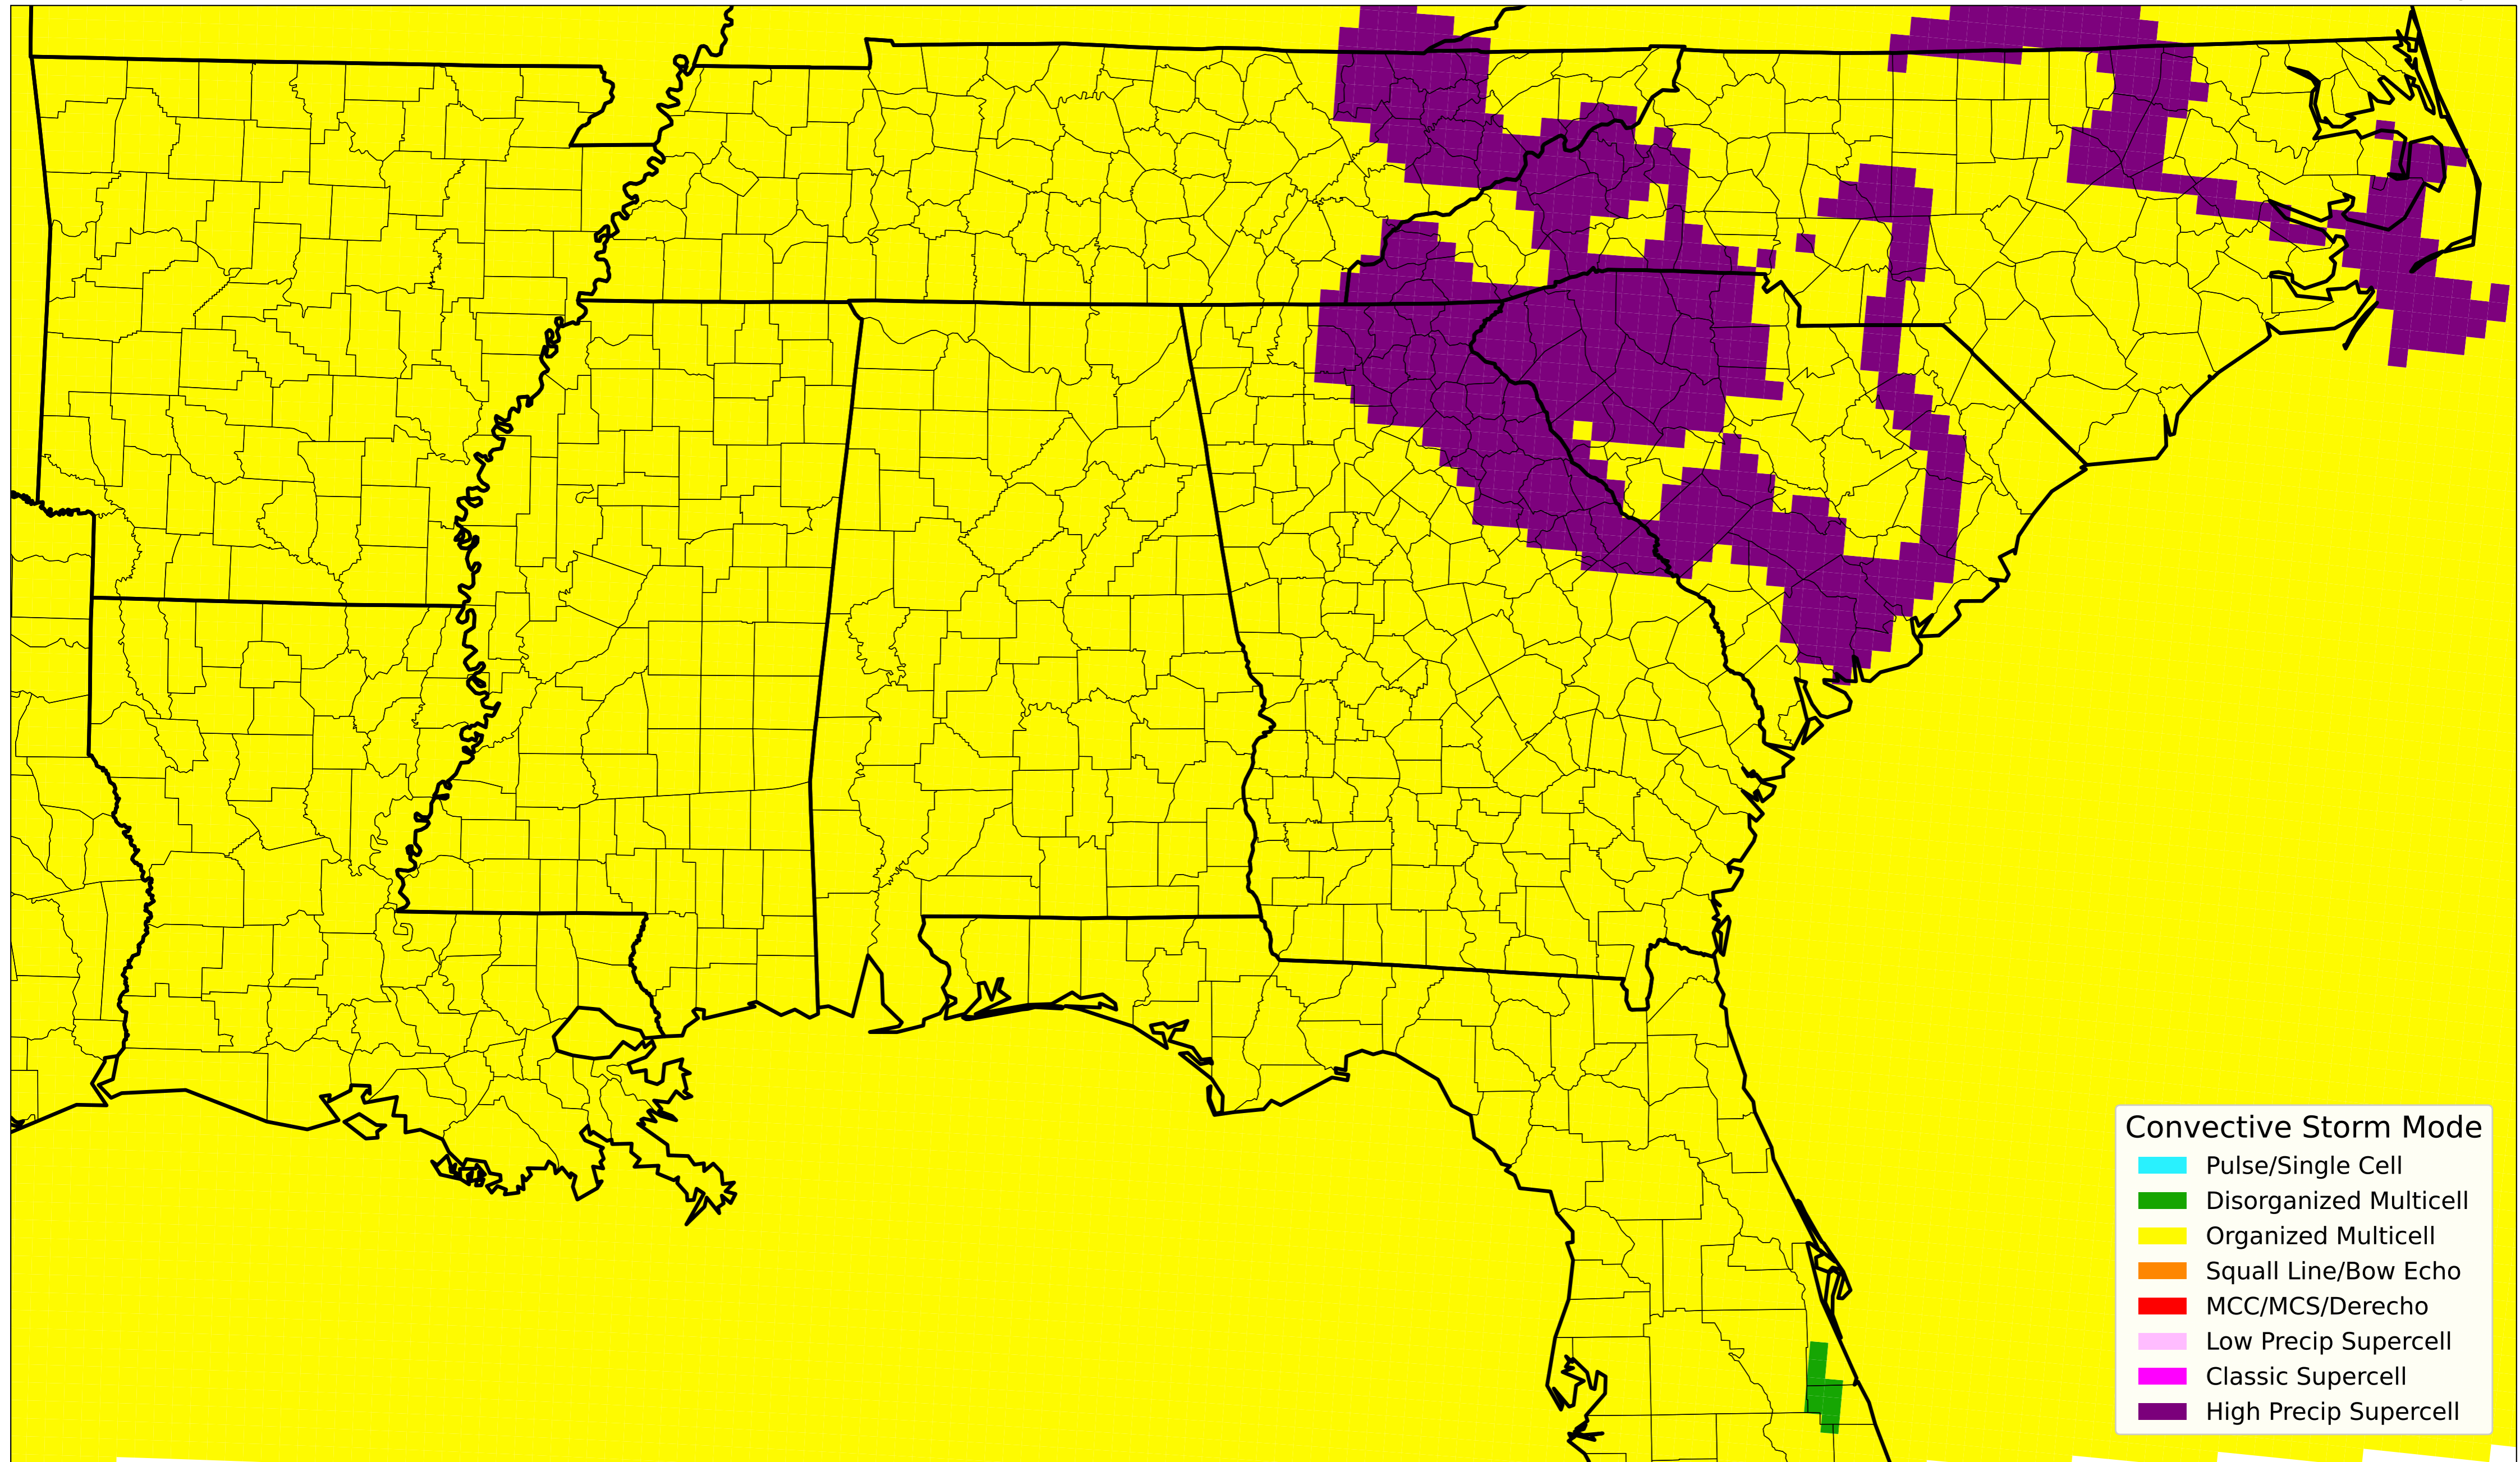 Convective Storm Mode
Pulse/Single Cell
Disorganized Multicell
Organized Multicell
Squall Line/Bow Echo
MCC/MCS/Derecho
Low Precip Supercell
Classic Supercell
High Precip Supercell